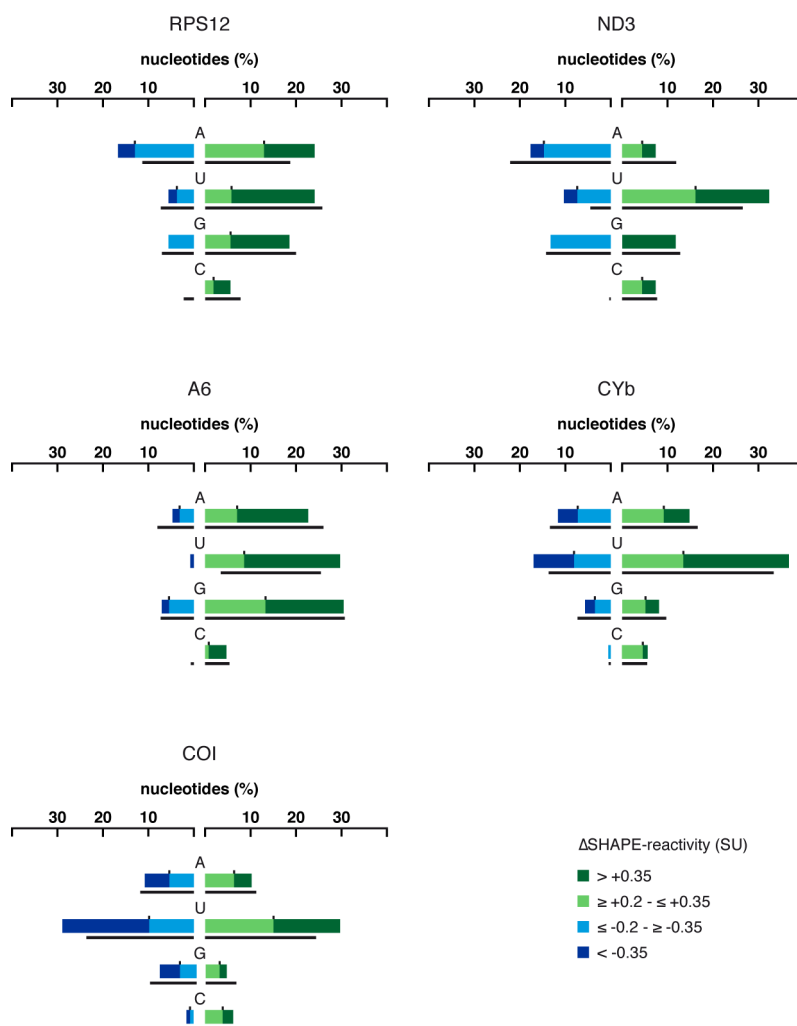 RPS12
nucleotides (%)
30 20 10 10 20 30
A
U
G
C
ND3
nucleotides (%)
30 20 10 10 20 30
A
U
G
C
A6
nucleotides (%)
30 20 10 10 20 30
A
U
G
C
CYb
nucleotides (%)
30 20 10 10 20 30
A
U
G
C
COI
nucleotides (%)
30 20 10 10 20 30
A
U
G
C
ΔSHAPE-reactivity (SU)
> +0.35
≥ +0.2 - ≤ +0.35
≤ -0.2 - ≥ -0.35
< -0.35